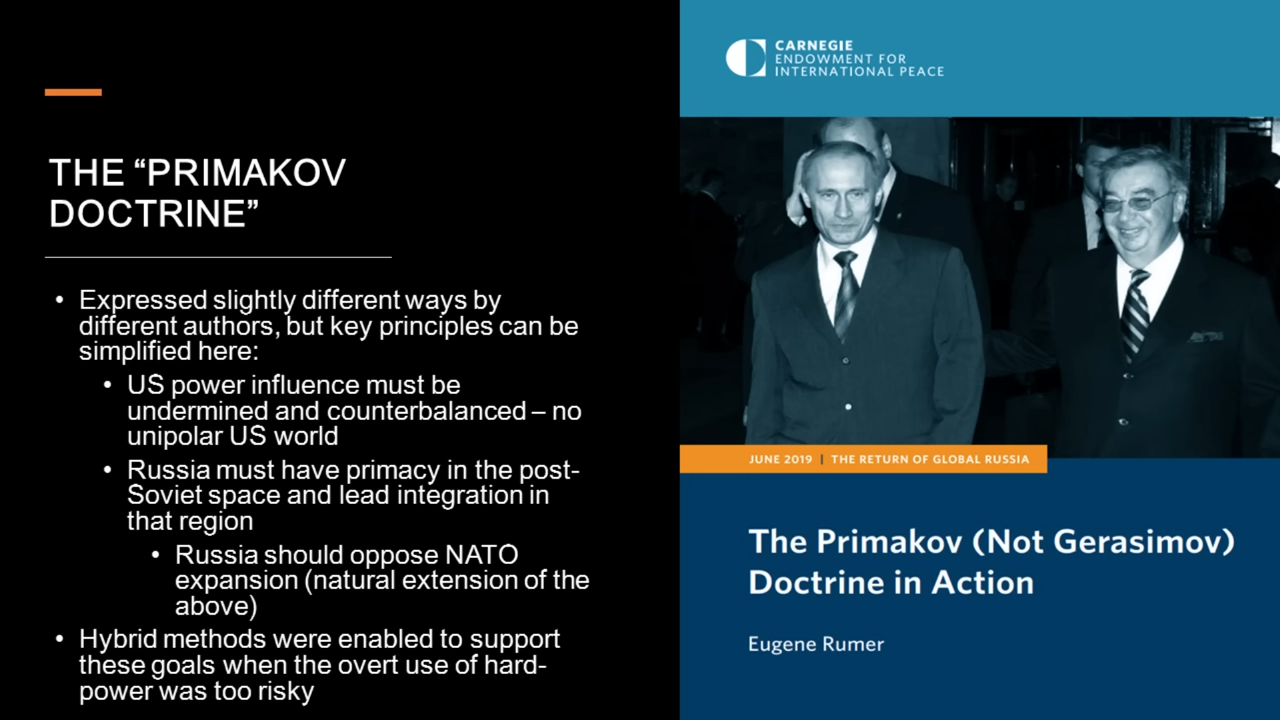 THE “PRIMAKOV
DOCTRINE”
• Expressed slightly different ways by
different authors, but key principles can be
simplified here:
• US power influence must be
undermined and counterbalanced – no
unipolar US world
• Russia must have primacy in the post-
Soviet space and lead integration in
that region
• Russia should oppose NATO
expansion (natural extension of the
above)
• Hybrid methods were enabled to support
these goals when the overt use of hard-
power was too risky
CARNEGIE
ENDOWMENT FOR
INTERNATIONAL PEACE
JUNE 2019 | THE RETURN OF GLOBAL RUSSIA
The Primakov (Not Gerasimov)
Doctrine in Action
Eugene Rumer